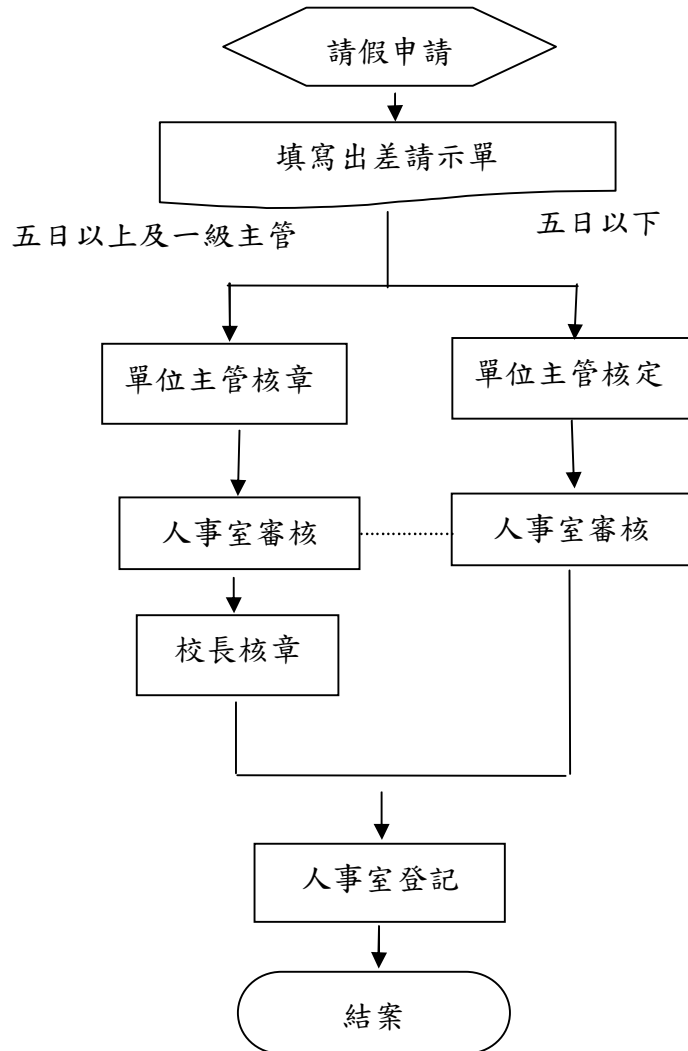 請假申請
填寫出差請示單
五日以上及一級主管
五日以下
單位主管核章
單位主管核定
人事室審核
人事室審核
校長核章
人事室登記
結案